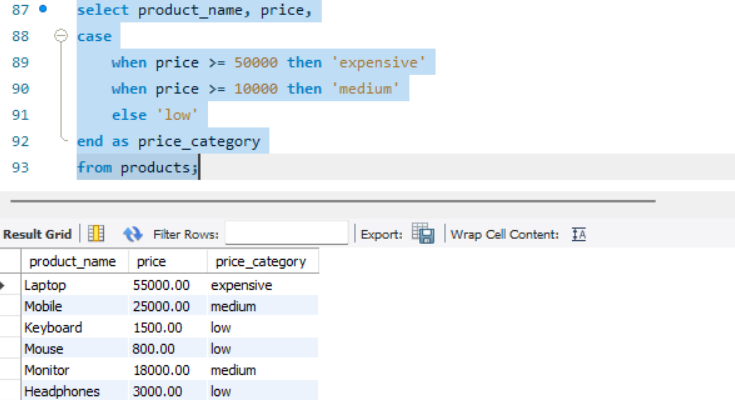 87 select product_name, price,
88 case
89 when price >= 50000 then 'expensive'
90 when price >= 10000 then 'medium'
91 else 'low'
92 end as price_category
93 from products;
Result Grid Filter Rows: Export: Wrap Cell Content: IA
product_name price price_category
Laptop 55000.00 expensive
Mobile 25000.00 medium
Keyboard 1500.00 low
Mouse 800.00 low
Monitor 18000.00 medium
Headphones 3000.00 low